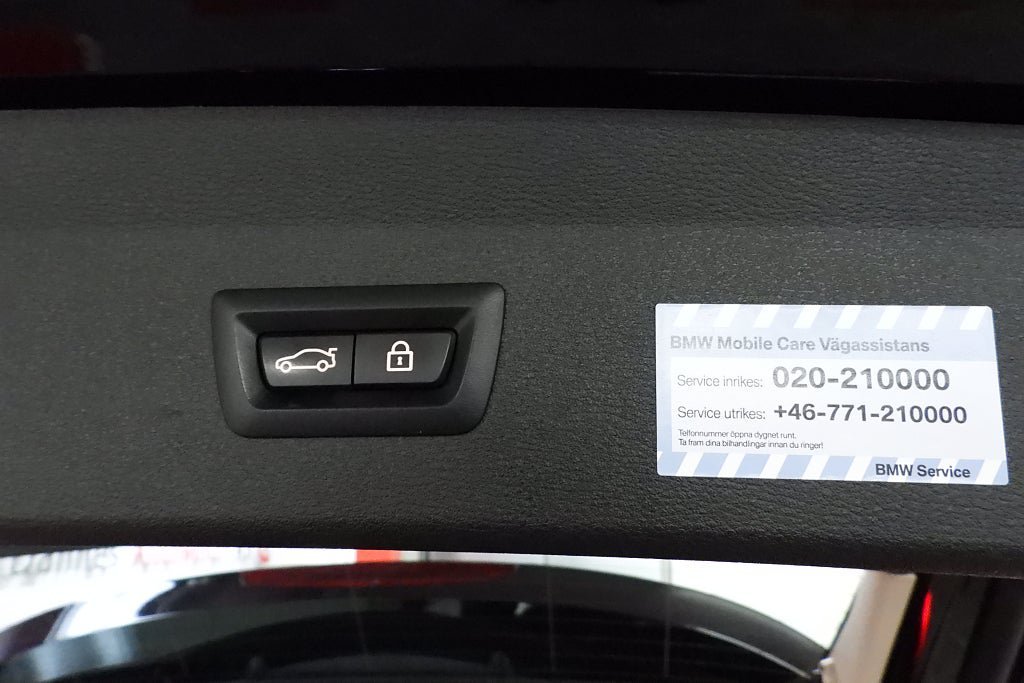 BMW Mobile Care Vägassistans
Service inrikes: 020-210000
Service utrikes: +46-771-210000
Telfonnummer öppna dygnet runt.
Ta fram dina bilhandlingar innan du ringer!
BMW Service